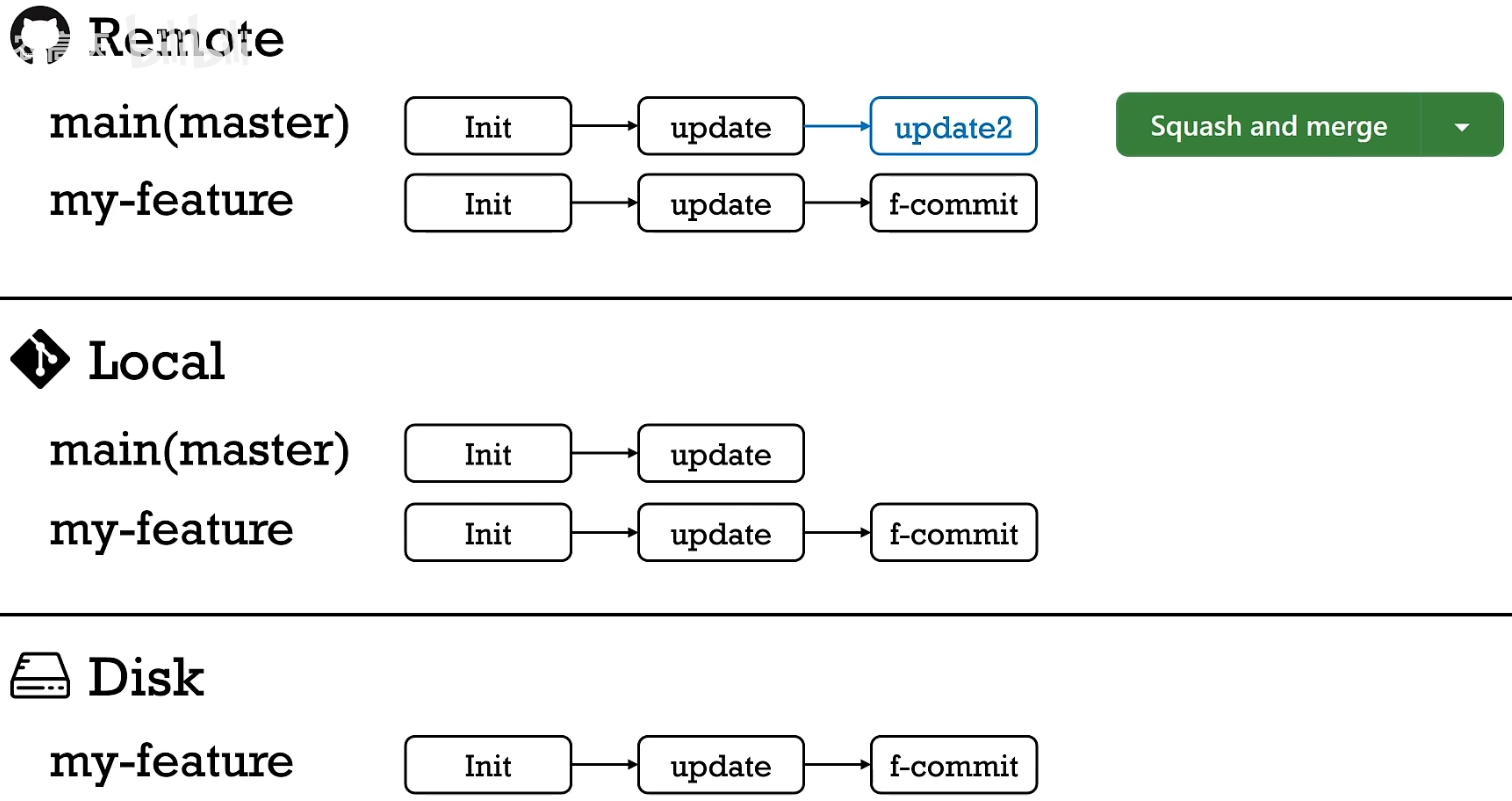 Remote
main(master) Init update update2 Squash and merge
my-feature Init update f-commit
Local
main(master) Init update
my-feature Init update f-commit
Disk
my-feature Init update f-commit